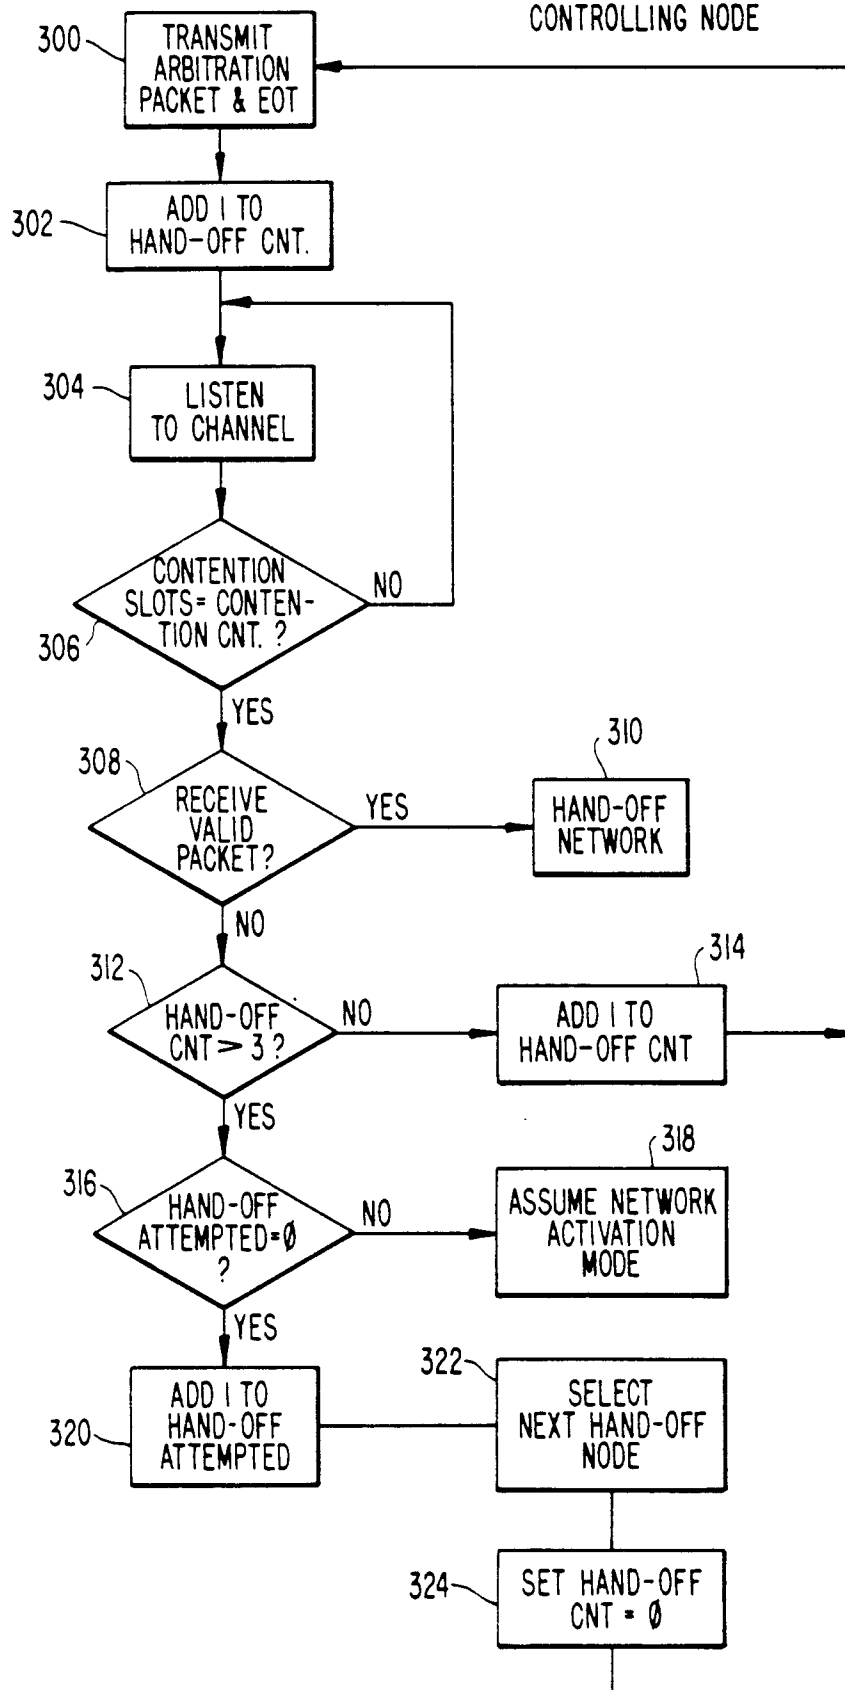 CONTROLLING NODE
300
TRANSMIT
ARBITRATION
PACKET & EOT
302
ADD 1 TO
HAND-OFF CNT.
304
LISTEN
TO CHANNEL
CONTENTION
SLOTS= CONTEN-
TION CNT. ?
306
NO
YES
308
RECEIVE
VALID
PACKET?
YES
310
HAND-OFF
NETWORK
NO
312
HAND-OFF
CNT > 3 ?
NO
314
ADD 1 TO
HAND-OFF CNT
YES
316
HAND-OFF
ATTEMPTED=Ø
?
NO
318
ASSUME NETWORK
ACTIVATION
MODE
YES
320
ADD 1 TO
HAND-OFF
ATTEMPTED
322
SELECT
NEXT HAND-OFF
NODE
324
SET HAND-OFF
CNT = Ø